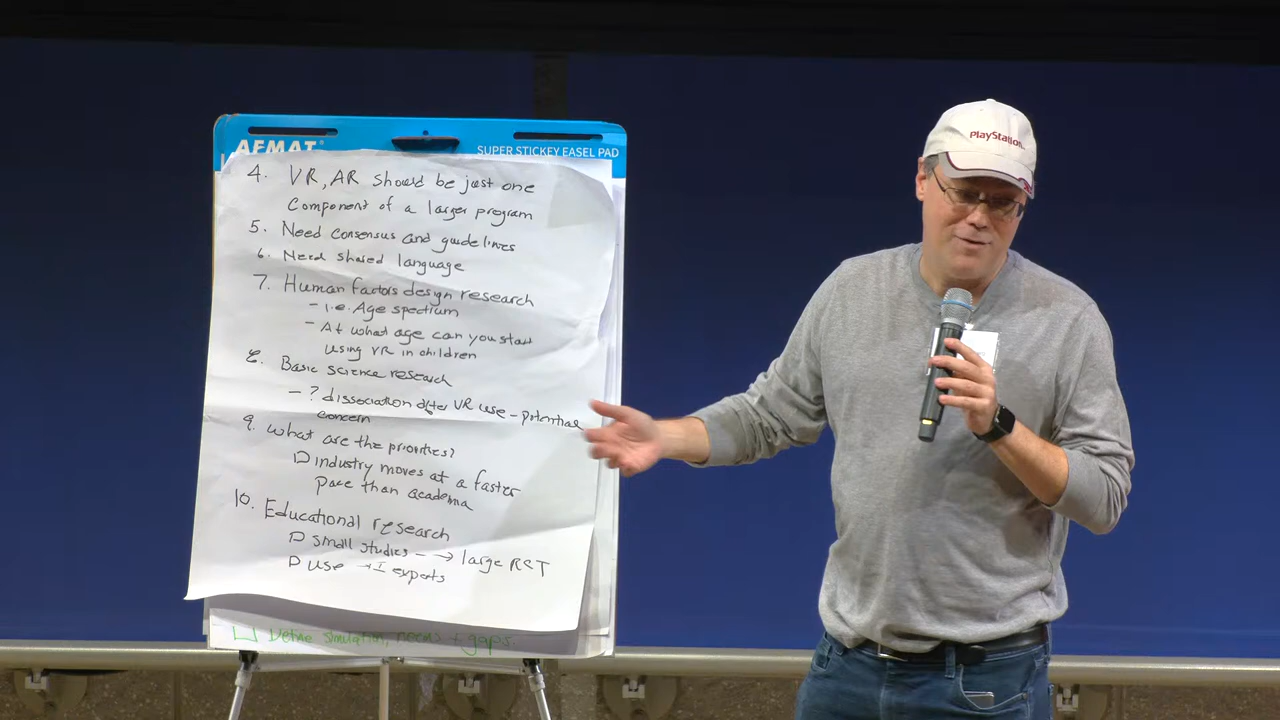 AFMAT®
SUPER STICKEY EASEL PAD
4. VR, AR should be just one
component of a larger program
5. Need consensus and guidelines
6. Need shared language
7. Human factors design research
- i.e. Age spectrum
- At what age can you start
using VR in children
8. Basic science research
- ? dissociation after VR use - potential
concern
9. What are the priorities?
industry moves at a faster
pace than academia
10. Educational research
small studies - → large RCT
use → I experts
Define simulation, needs + gaps.
PlayStation